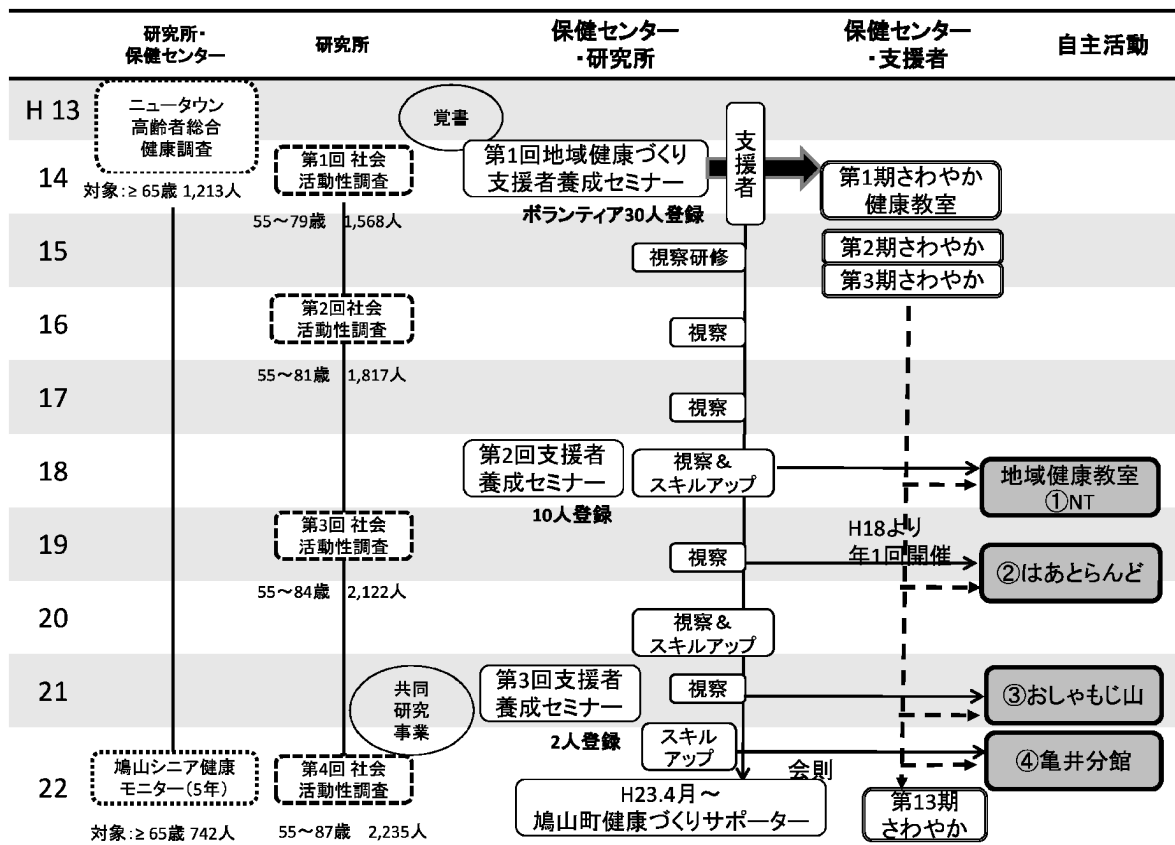 研究所・
保健センター
研究所
保健センター
・研究所
保健センター
・支援者
自主活動
H 13
ニュータウン
高齢者総合
健康調査
覚書
支援者
14
対象:≥ 65歳 1,213人
第1回 社会
活動性調査
55～79歳 1,568人
第1回地域健康づくり
支援者養成セミナー
ボランティア30人登録
第1期さわやか
健康教室
15
視察研修
第2期さわやか
第3期さわやか
16
第2回社会
活動性調査
55～81歳 1,817人
視察
17
視察
18
第2回支援者
養成セミナー
10人登録
視察＆
スキルアップ
地域健康教室
①NT
19
第3回 社会
活動性調査
55～84歳 2,122人
視察
H18より
年1回開催
②はあとらんど
20
視察＆
スキルアップ
21
共同
研究
事業
第3回支援者
養成セミナー
2人登録
視察
③おしゃもじ山
22
鳩山シニア健康
モニター(5年)
対象:≥ 65歳 742人
第4回 社会
活動性調査
55～87歳 2,235人
スキル
アップ
会則
H23.4月～
鳩山町健康づくりサポーター
④亀井分館
第13期
さわやか